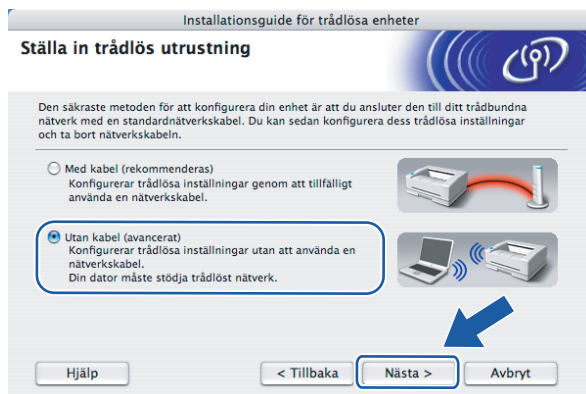 Installationsguide för trådlösa enheter
Ställa in trådlös utrustning
Den säkraste metoden för att konfigurera din enhet är att du ansluter den till ditt trådbundna
nätverk med en standardnätverkskabel. Du kan sedan konfigurera dess trådlösa inställningar
och ta bort nätverkskabeln.
Med kabel (rekommenderas)
Konfigurerar trådlösa inställningar genom att tillfälligt
använda en nätverkskabel.
Utan kabel (avancerat)
Konfigurerar trådlösa inställningar utan att använda en
nätverkskabel.
Din dator måste stödja trådlöst nätverk.
Hjälp
< Tillbaka
Nästa >
Avbryt